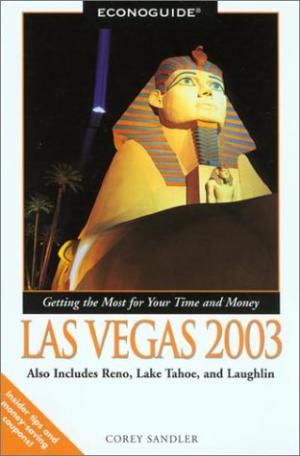 ECONOGUIDE®
Getting the Most for Your Time and Money
LAS VEGAS 2003
Also Includes Reno, Lake Tahoe, and Laughlin
Insider tips and
money-saving
coupons!
COREY SANDLER